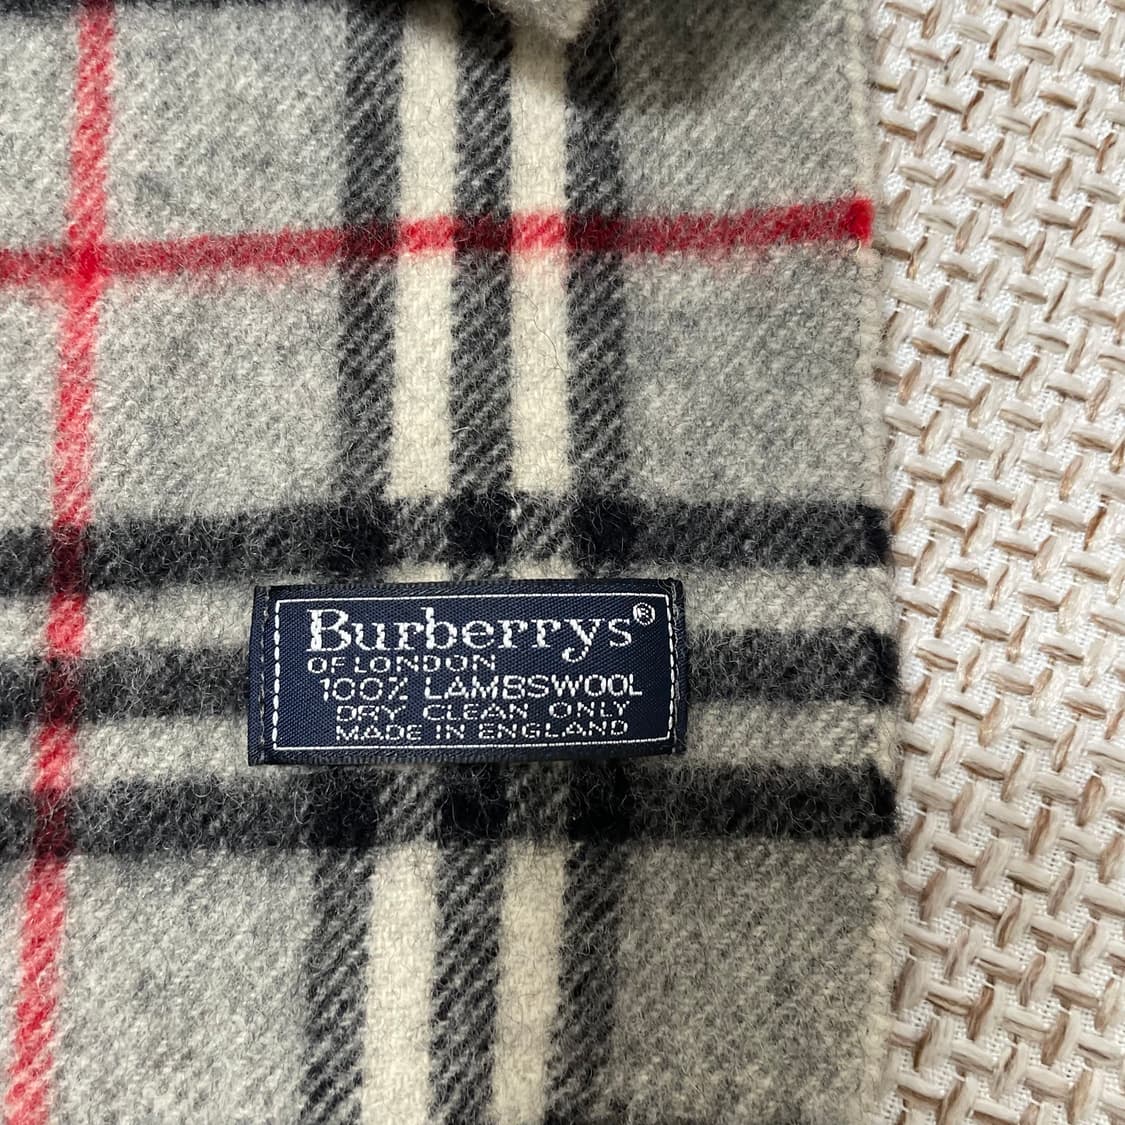 Burberrys®
OF LONDON
100% LAMBSWOOL
DRY CLEAN ONLY
MADE IN ENGLAND